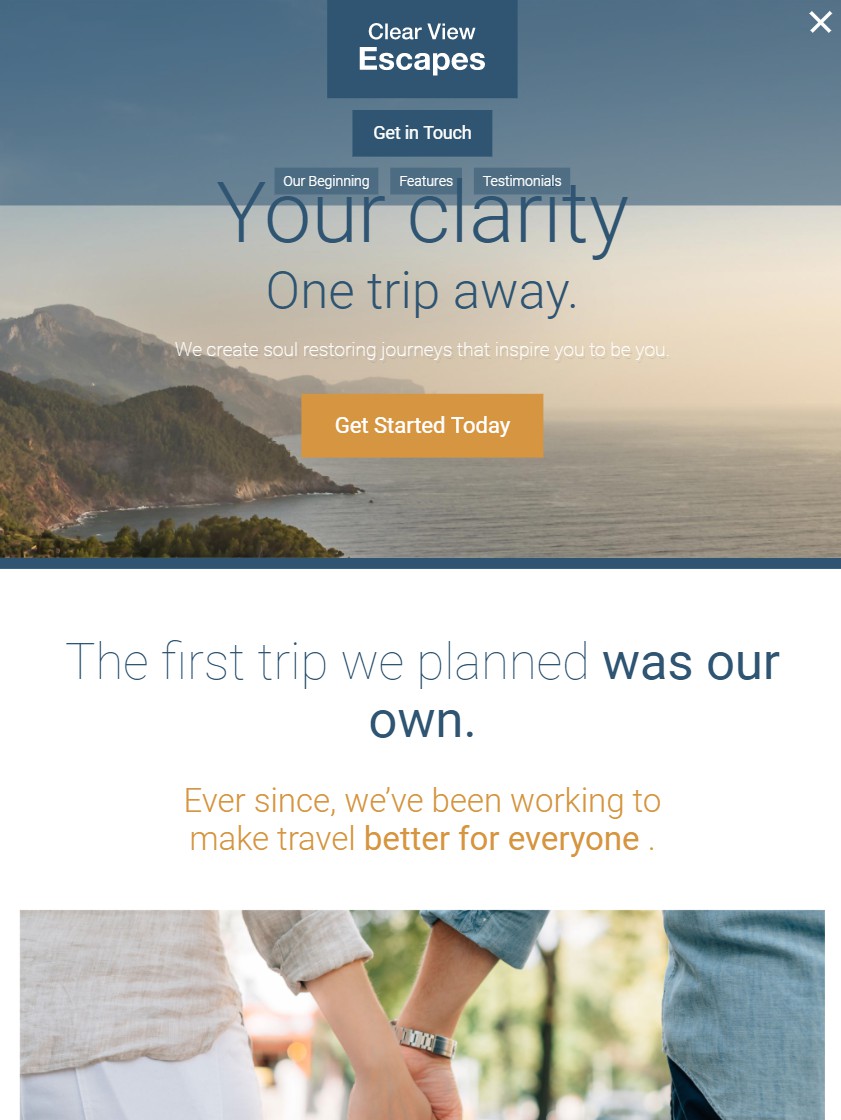 Clear View
Escapes
Get in Touch
Our Beginning Features Testimonials
Your clarity
One trip away.
We create soul restoring journeys that inspire you to be you.
Get Started Today
The first trip we planned was our
own.
Ever since, we’ve been working to
make travel better for everyone .